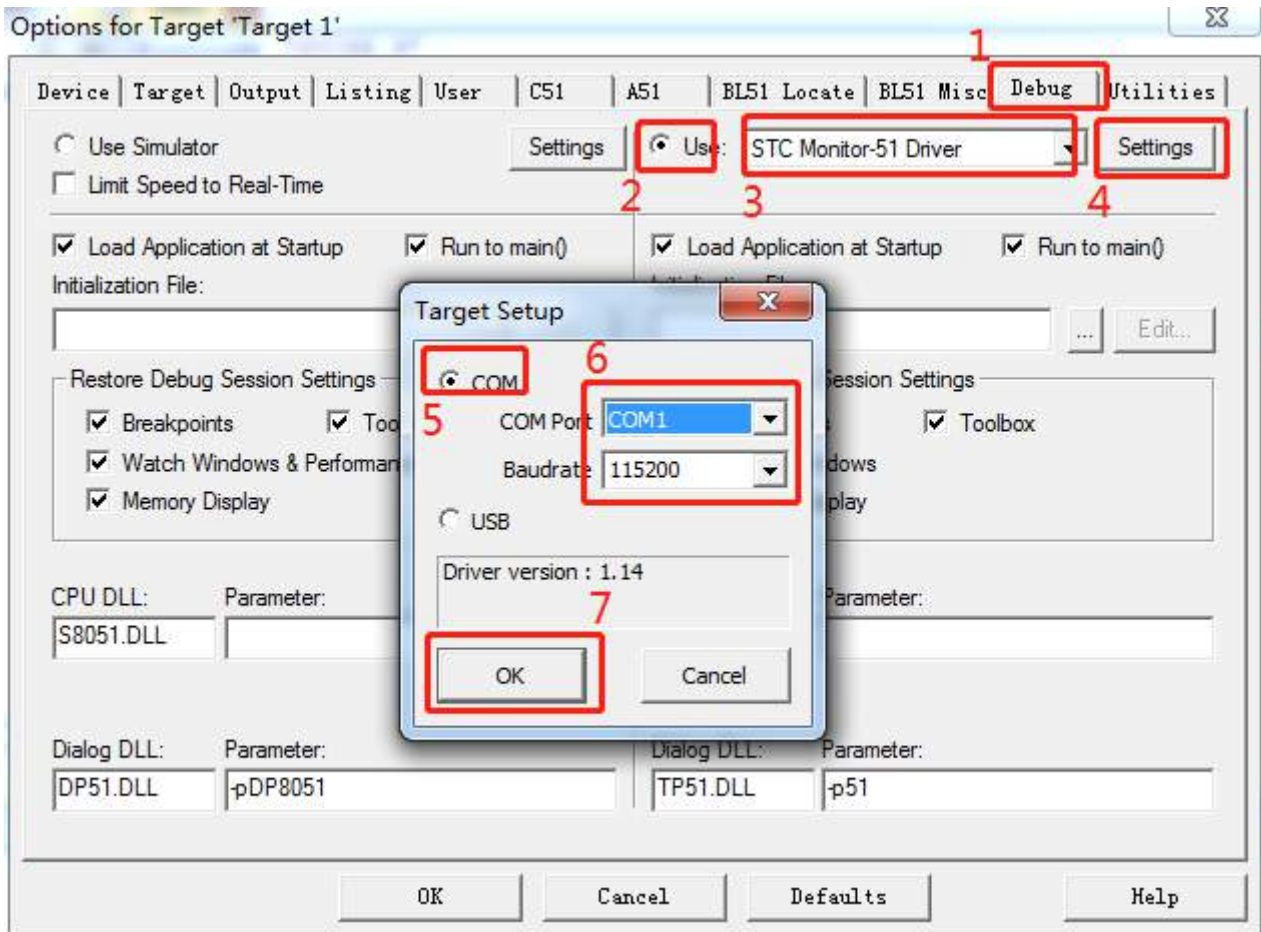 Options for Target 'Target 1'
1
Device Target Output Listing User C51 A51 BL51 Locate BL51 Misc Debug Utilities
Use Simulator Settings Use: STC Monitor-51 Driver Settings
Limit Speed to Real-Time
2 3 4
Load Application at Startup Run to main() Load Application at Startup Run to main()
Initialization File:
Target Setup
... Edit...
Restore Debug Session Settings Session Settings
COM 6
5 COM Port COM1
Breakpoints Toolbox
Watch Windows & Performan
Baudrate 115200
Memory Display
USB
Driver version : 1.14
CPU DLL: Parameter: Parameter:
7
S8051.DLL
OK Cancel
Dialog DLL: Parameter: Dialog DLL: Parameter:
DP51.DLL -pDP8051 TP51.DLL -p51
OK Cancel Defaults Help